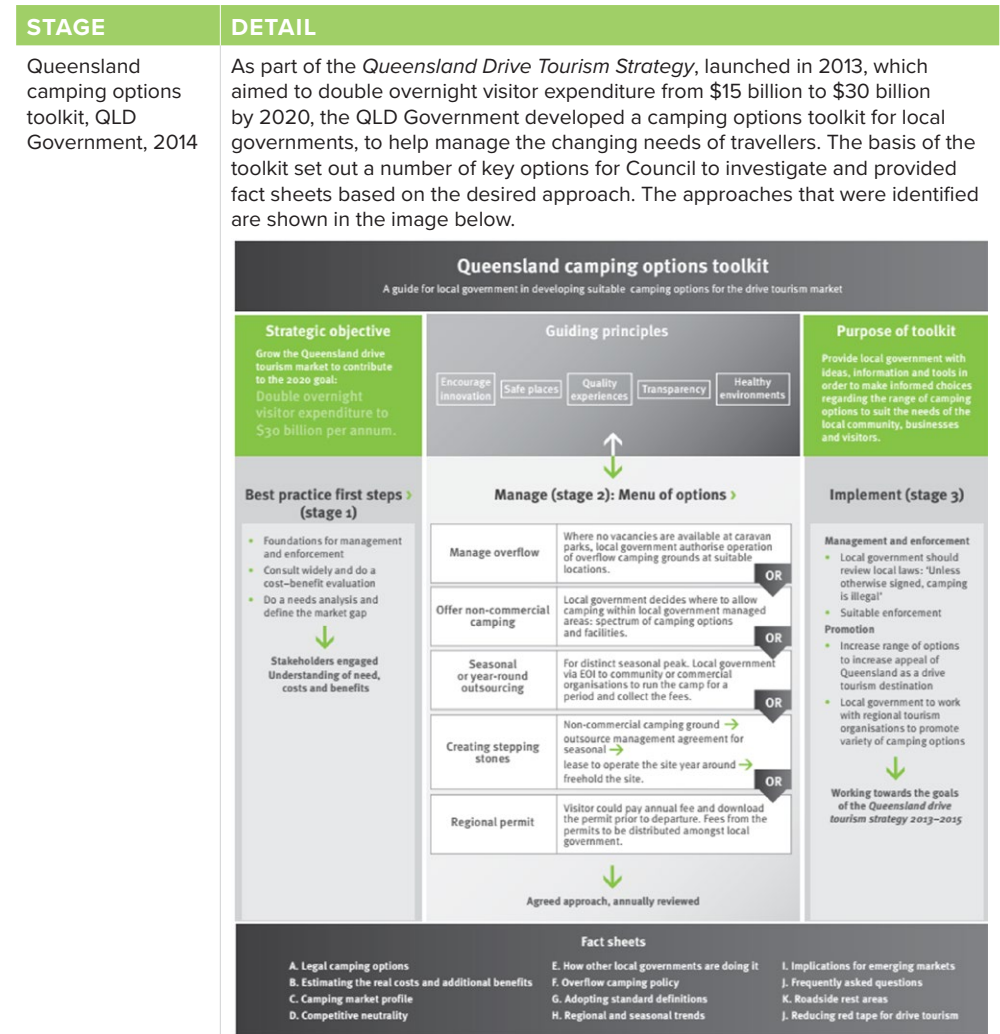 STAGE
DETAIL
Queensland
camping options
toolkit, QLD
Government, 2014
As part of the Queensland Drive Tourism Strategy, launched in 2013, which
aimed to double overnight visitor expenditure from $15 billion to $30 billion
by 2020, the QLD Government developed a camping options toolkit for local
governments, to help manage the changing needs of travellers. The basis of the
toolkit set out a number of key options for Council to investigate and provided
fact sheets based on the desired approach. The approaches that were identified
are shown in the image below.
Queensland camping options toolkit
A guide for local government in developing suitable camping options for the drive tourism market
Strategic objective
Grow the Queensland drive
tourism market to contribute
to the 2020 goal:
Double overnight
visitor expenditure to
$30 billion per annum.
Guiding principles
Encourage
innovation
Safe places
Quality
experiences
Transparency
Healthy
environments
Purpose of toolkit
Provide local government with
ideas, information and tools in
order to make informed choices
regarding the range of camping
options to suit the needs of the
local community, businesses
and visitors.
Best practice first steps >
(stage 1)
• Foundations for management
and enforcement
• Consult widely and do a
cost–benefit evaluation
• Do a needs analysis and
define the market gap
Stakeholders engaged
Understanding of need,
costs and benefits
Manage (stage 2): Menu of options >
Manage overflow
Where no vacancies are available at caravan
parks, local government authorise operation
of overflow camping grounds at suitable
locations.
OR
Offer non-commercial
camping
Local government decides where to allow
camping within local government managed
areas: spectrum of camping options
and facilities.
OR
Seasonal
or year-round
outsourcing
For distinct seasonal peak. Local government
via EOI to community or commercial
organisations to run the camp for a
period and collect the fees.
OR
Creating stepping
stones
Non-commercial camping ground →
outsource management agreement for
seasonal →
lease to operate the site year around →
freehold the site.
OR
Regional permit
Visitor could pay annual fee and download
the permit prior to departure. Fees from the
permits to be distributed amongst local
government.
Agreed approach, annually reviewed
Implement (stage 3)
Management and enforcement
• Local government should
review local laws: ‘Unless
otherwise signed, camping
is illegal’
• Suitable enforcement
Promotion
• Increase range of options
to increase appeal of
Queensland as a drive
tourism destination
• Local government to work
with regional tourism
organisations to promote
variety of camping options
Working towards the goals
of the Queensland drive
tourism strategy 2013–2015
Fact sheets
A. Legal camping options
B. Estimating the real costs and additional benefits
C. Camping market profile
D. Competitive neutrality
E. How other local governments are doing it
F. Overflow camping policy
G. Adopting standard definitions
H. Regional and seasonal trends
I. Implications for emerging markets
J. Frequently asked questions
K. Roadside rest areas
J. Reducing red tape for drive tourism